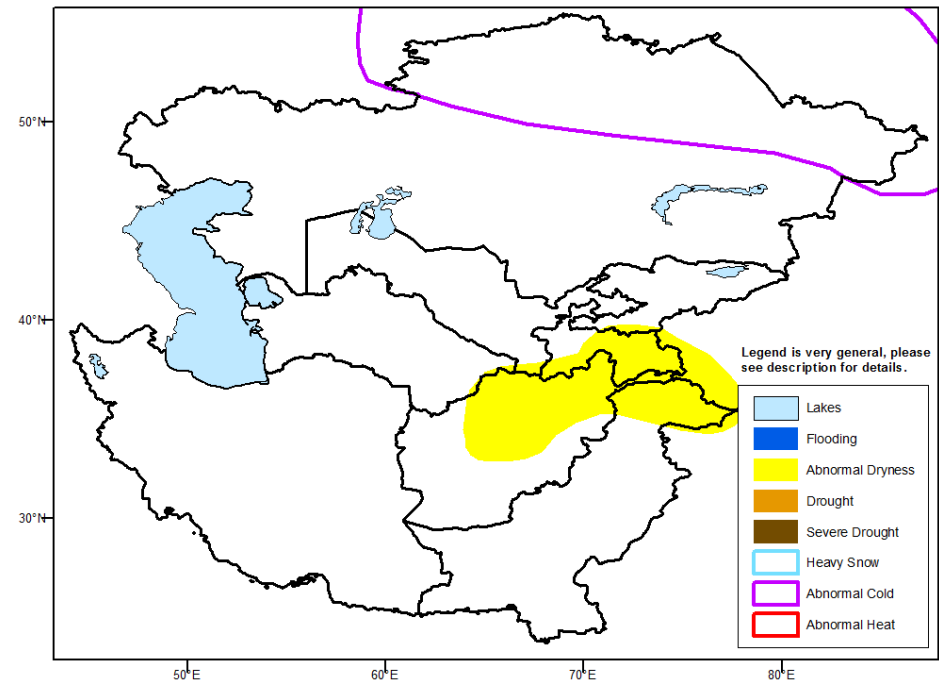 50°N
40°N
30°N
Legend is very general, please
see description for details.
Lakes
Flooding
Abnormal Dryness
Drought
Severe Drought
Heavy Snow
Abnormal Cold
Abnormal Heat
50°E
60°E
70°E
80°E